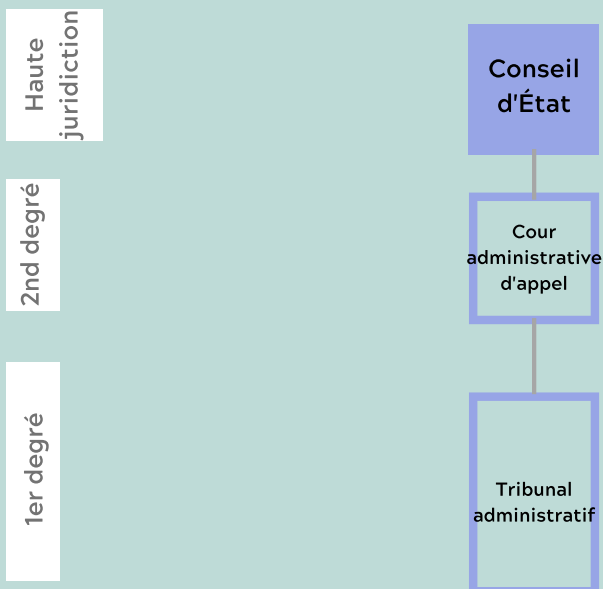 Haute
juridiction
Conseil
d'État
2nd degré
Cour
administrative
d'appel
1er degré
Tribunal
administratif